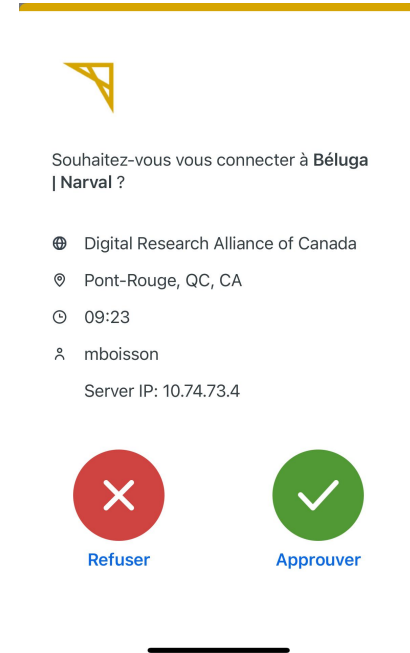 Souhaitez-vous vous connecter à Béluga
| Narval ?
Digital Research Alliance of Canada
Pont-Rouge, QC, CA
09:23
mboisson
Server IP: 10.74.73.4
Refuser
Approuver